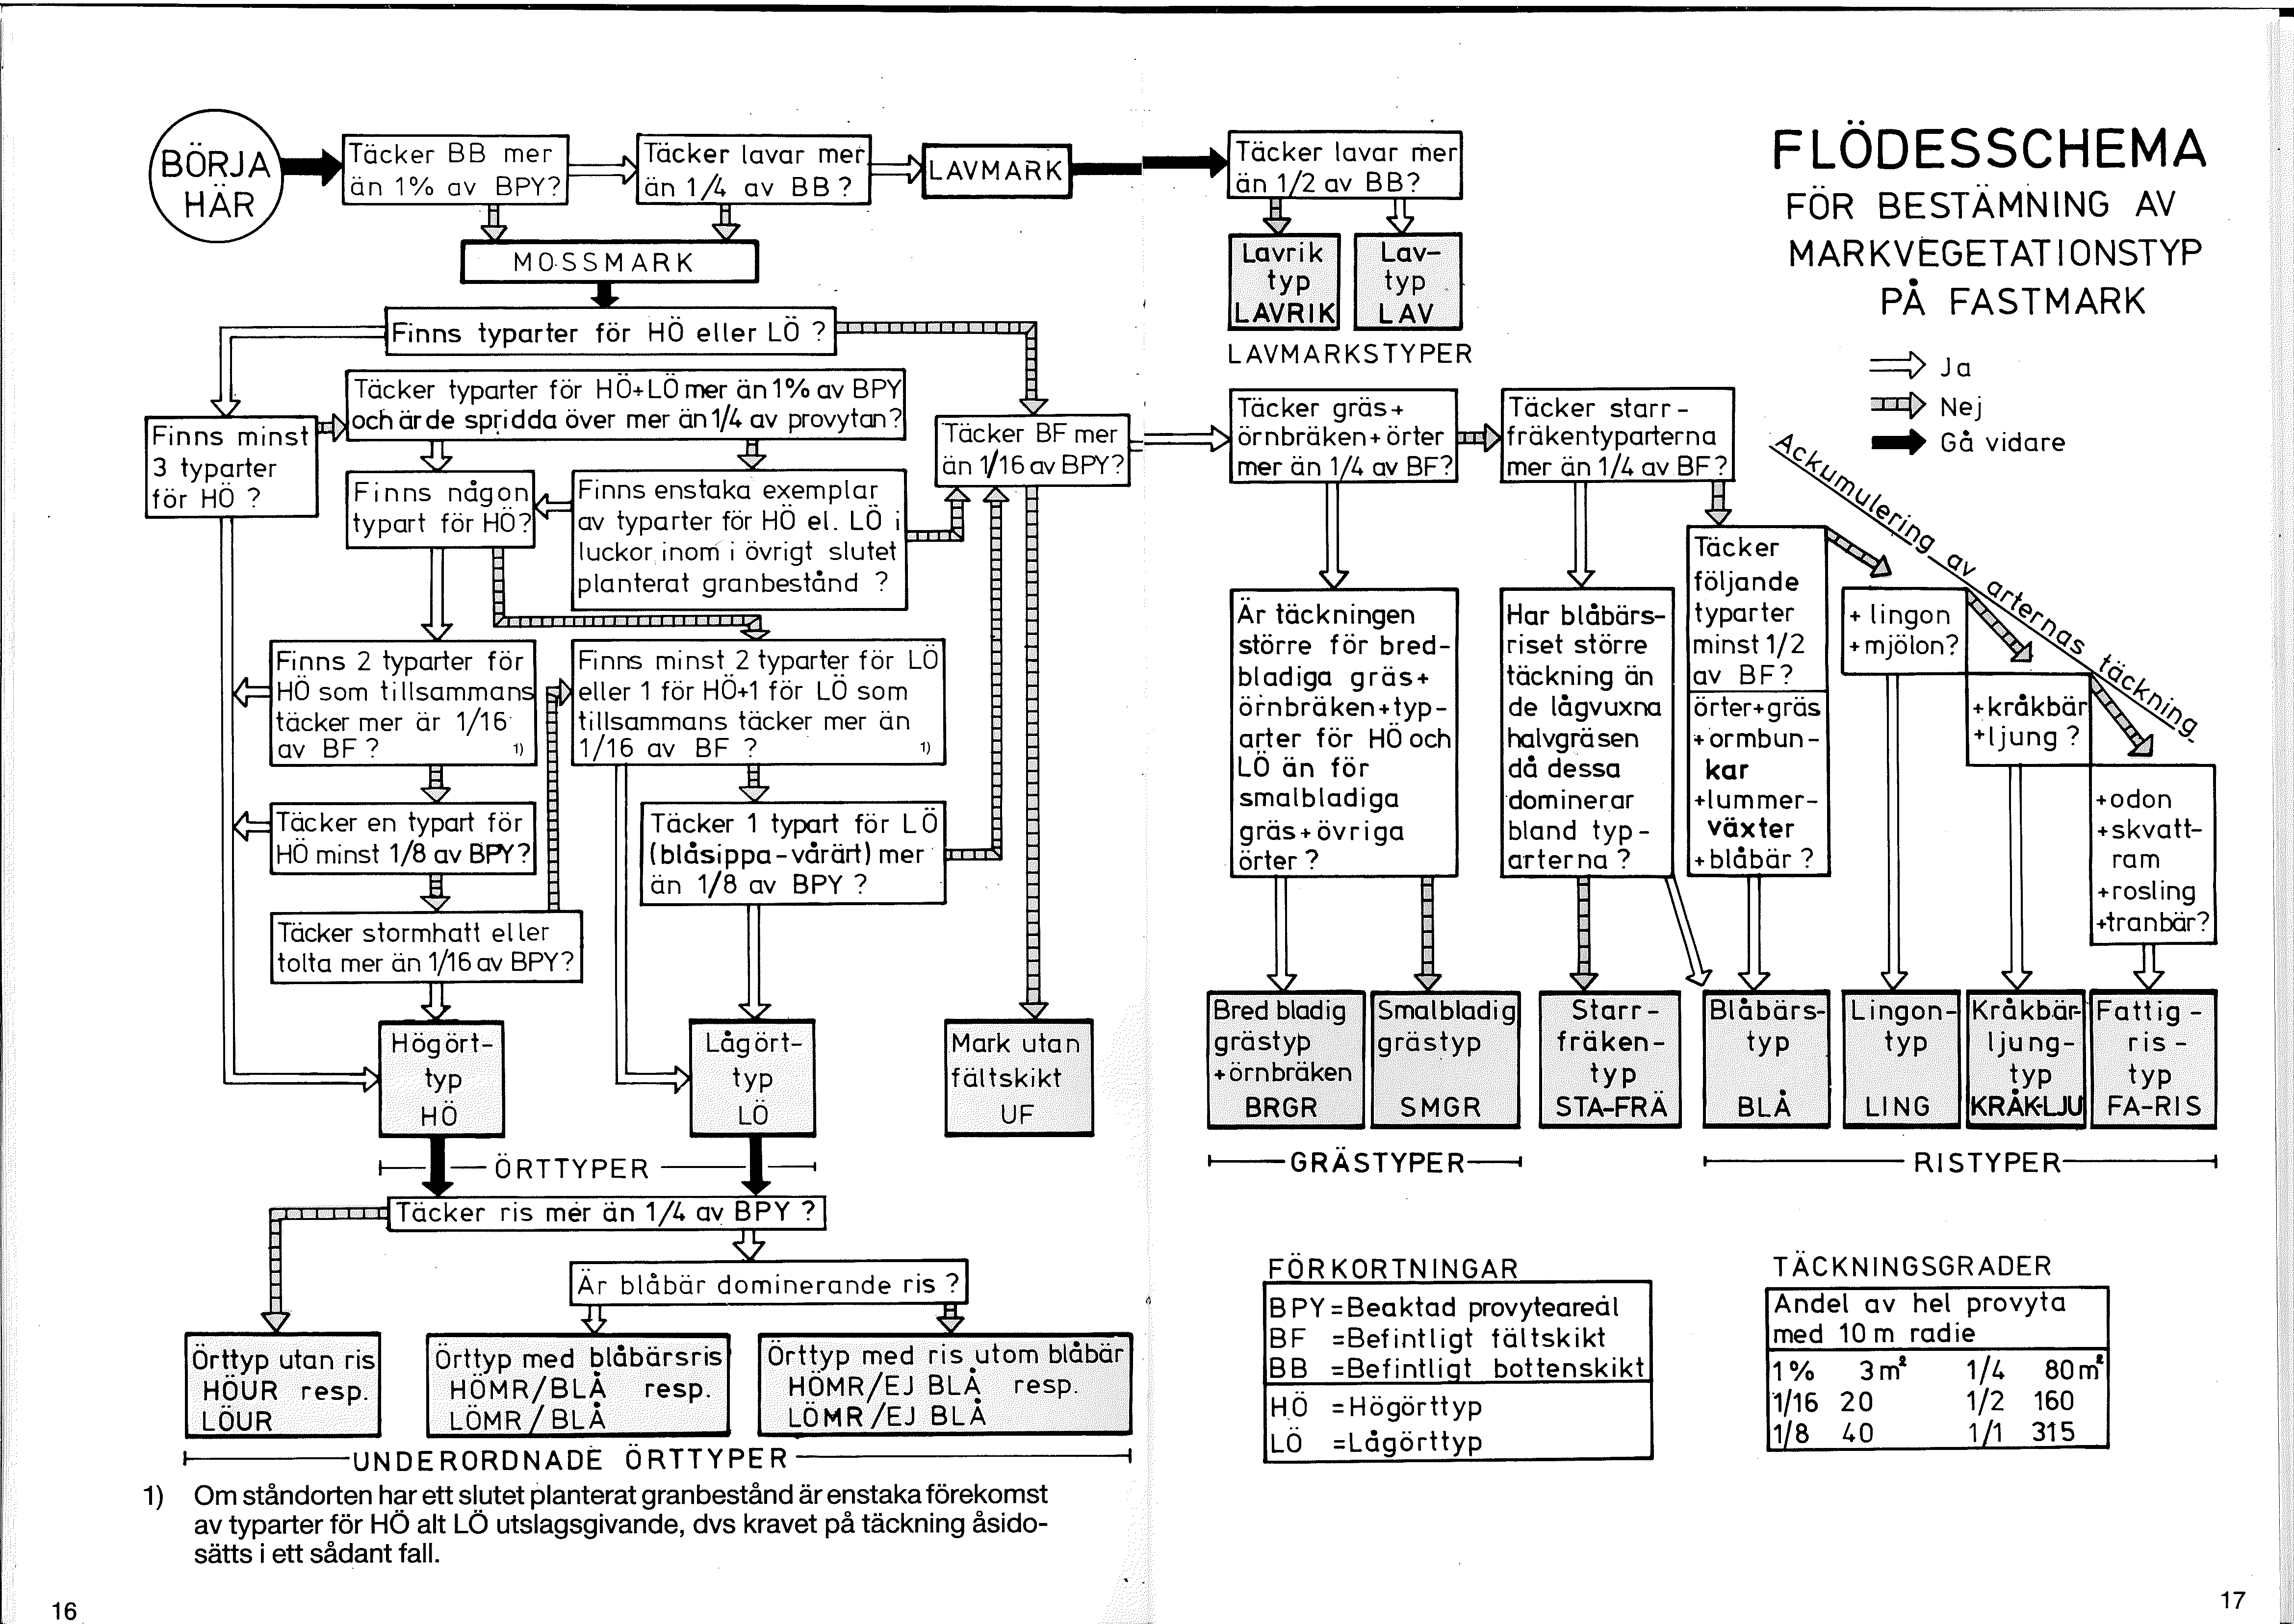 BÖRJA
HÄR
Täcker BB mer
än 1% av BPY?
Täcker lavar mer
än 1/4 av BB?
LAVMARK
MOSSMARK
Finns typarter för HÖ eller LÖ ?
Täcker typarter för HÖ+LÖ mer än 1% av BPY
och är de spridda över mer än 1/4 av provytan?
Finns minst
3 typarter
för HÖ ?
Finns någon
typart för HÖ?
Finns enstaka exemplar
av typarter för HÖ el. LÖ i
luckor inom i övrigt slutet
planterat granbestånd ?
Täcker BF mer
än 1/16 av BPY?
Finns 2 typarter för
HÖ som tillsammans
täcker mer är 1/16
av BF ? 1)
Finns minst 2 typarter för LÖ
eller 1 för HÖ+1 för LÖ som
tillsammans täcker mer än
1/16 av BF ? 1)
Täcker en typart för
HÖ minst 1/8 av BPY?
Täcker 1 typart för LÖ
(blåsippa-vårärt) mer
än 1/8 av BPY ?
Täcker stormhatt eller
tolta mer än 1/16 av BPY?
Högört-
typ
HÖ
Lågört-
typ
LÖ
Mark utan
fältskikt
UF
ÖRTTYPER
Täcker ris mer än 1/4 av BPY ?
Är blåbär dominerande ris ?
Örttyp utan ris
HÖUR resp.
LÖUR
Örttyp med blåbärsris
HÖMR/BLÅ resp.
LÖMR/BLÅ
Örttyp med ris utom blåbär
HÖMR/EJ BLÅ resp.
LÖMR/EJ BLÅ
UNDERORDNADE ÖRTTYPER
1) Om ståndorten har ett slutet planterat granbestånd är enstaka förekomst
av typarter för HÖ alt LÖ utslagsgivande, dvs kravet på täckning åsido-
sätts i ett sådant fall.
16
Täcker lavar mer
än 1/2 av BB?
Lavrik
typ
LAVRIK
Lav-
typ
LAV
LAVMARKSTYPER
FLÖDESSCHEMA
FÖR BESTÄMNING AV
MARKVEGETATIONSTYP
PÅ FASTMARK
Ja
Nej
Gå vidare
Täcker gräs+
örnbräken+örter
mer än 1/4 av BF?
Täcker starr-
fräkentyparterna
mer än 1/4 av BF?
Ackumulering av arternas täckning
Är täckningen
större för bred-
bladiga gräs+
örnbräken+typ-
arter för HÖ och
LÖ än för
smalbladiga
gräs+övriga
örter ?
Har blåbärs-
riset större
täckning än
de lågvuxna
halvgräsen
då dessa
dominerar
bland typ-
arterna ?
Täcker
följande
typarter
minst 1/2
av BF?
örter+gräs
+ormbun-
kar
+lummer-
växter
+blåbär ?
+lingon
+mjölon?
+kråkbär
+ljung ?
+odon
+skvatt-
ram
+rosling
+tranbär?
Bred bladig
grästyp
+örnbräken
BRGR
Smalbladig
grästyp
SMGR
Starr-
fräken-
typ
STA-FRÄ
Blåbärs-
typ
BLÅ
Lingon-
typ
LING
Kråkbär-
ljung-
typ
KRÅK-LJU
Fattig-
ris-
typ
FA-RIS
GRÄSTYPER
RISTYPER
FÖRKORTNINGAR
BPY=Beaktad provyteareal
BF =Befintligt fältskikt
BB =Befintligt bottenskikt
HÖ =Högörttyp
LÖ =Lågörttyp
TÄCKNINGSGRADER
Andel av hel provyta
med 10 m radie
1% 3 m² 1/4 80 m²
1/16 20 1/2 160
1/8 40 1/1 315
17